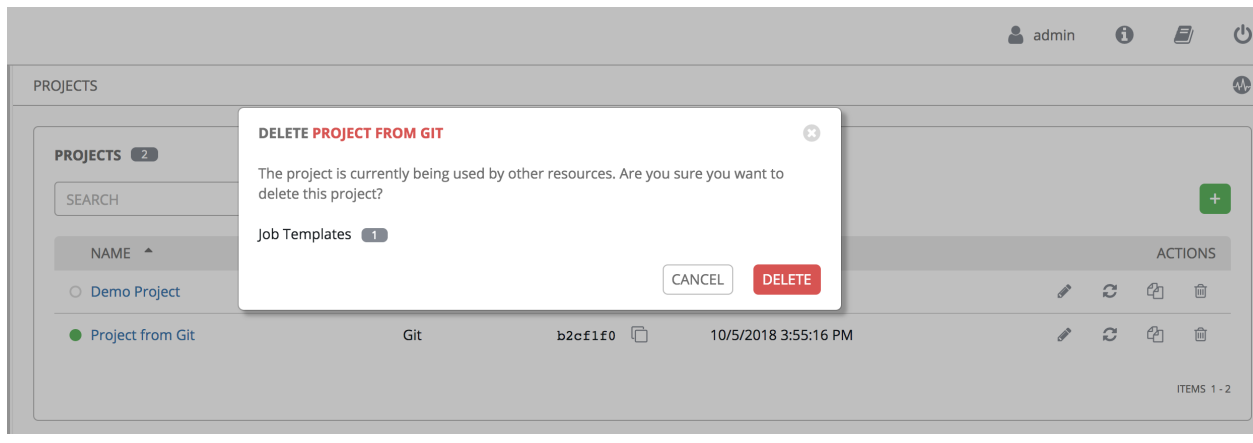 admin
PROJECTS
DELETE PROJECT FROM GIT
The project is currently being used by other resources. Are you sure you want to
delete this project?
Job Templates 1
CANCEL DELETE
PROJECTS 2
SEARCH
+
NAME ACTIONS
Demo Project
Project from Git Git b2cf1f0 10/5/2018 3:55:16 PM
ITEMS 1 - 2